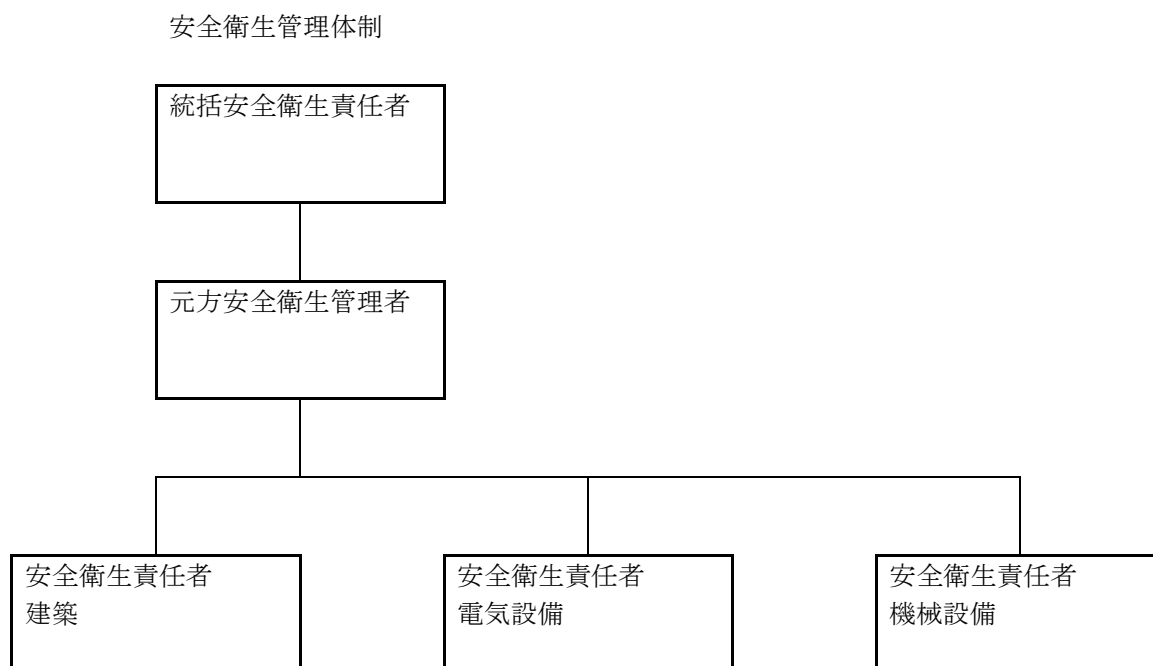 安全衛生管理体制
統括安全衛生責任者
元方安全衛生管理者
安全衛生責任者
建築
安全衛生責任者
電気設備
安全衛生責任者
機械設備